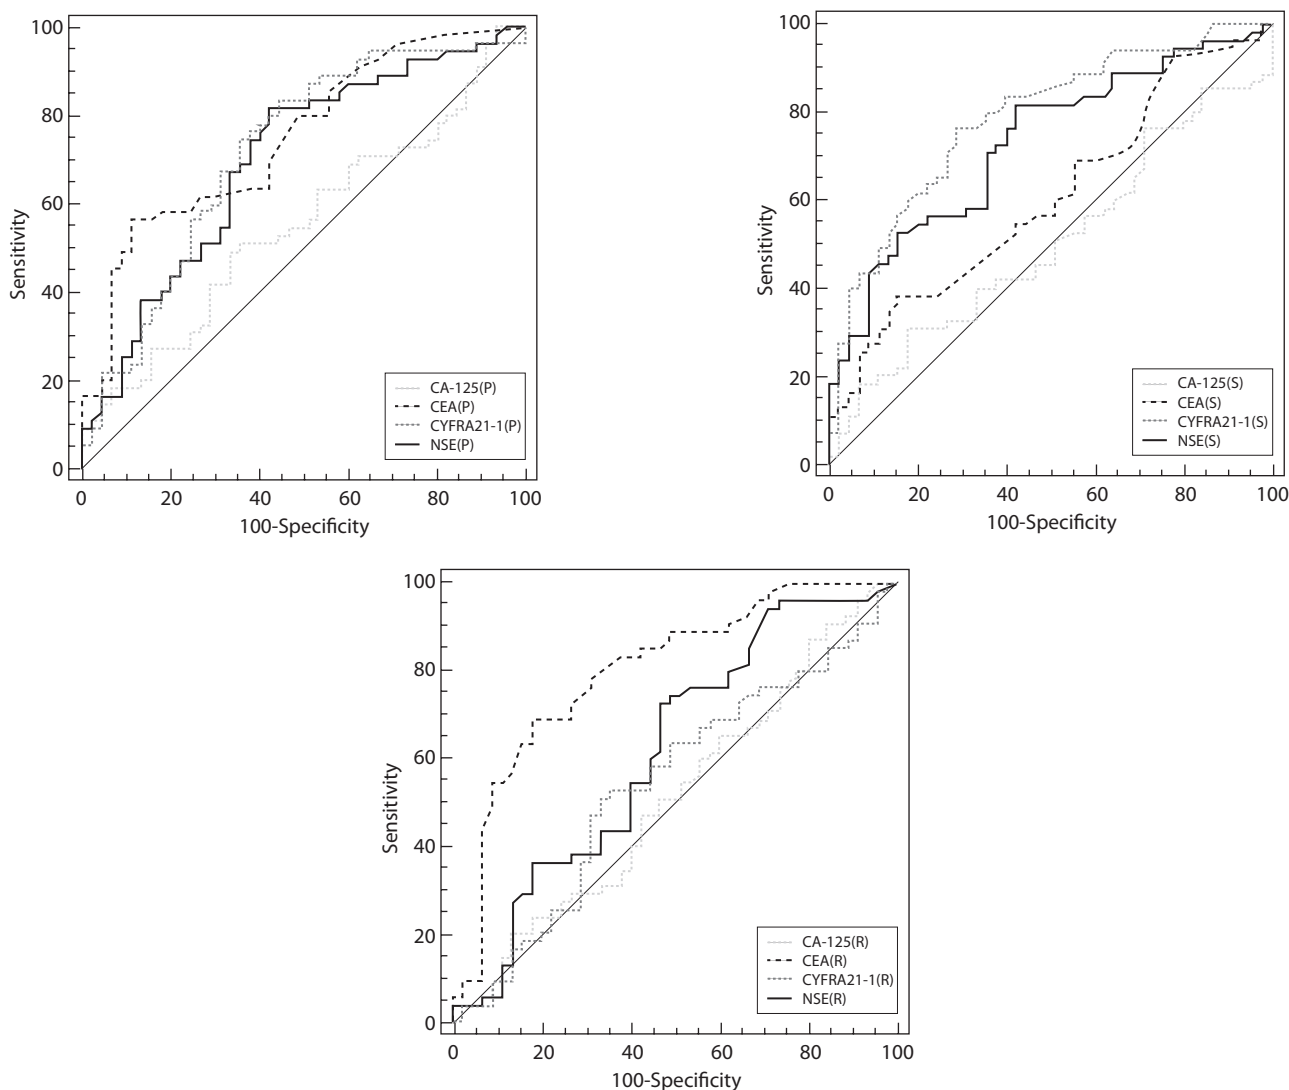 100
80
60
40
20
0
Sensitivity
CA-125(P)
CEA(P)
CYFRA21-1(P)
NSE(P)
0 20 40 60 80 100
100-Specificity
100
80
60
40
20
0
Sensitivity
CA-125(S)
CEA(S)
CYFRA21-1(S)
NSE(S)
0 20 40 60 80 100
100-Specificity
100
80
60
40
20
0
Sensitivity
CA-125(R)
CEA(R)
CYFRA21-1(R)
NSE(R)
0 20 40 60 80 100
100-Specificity